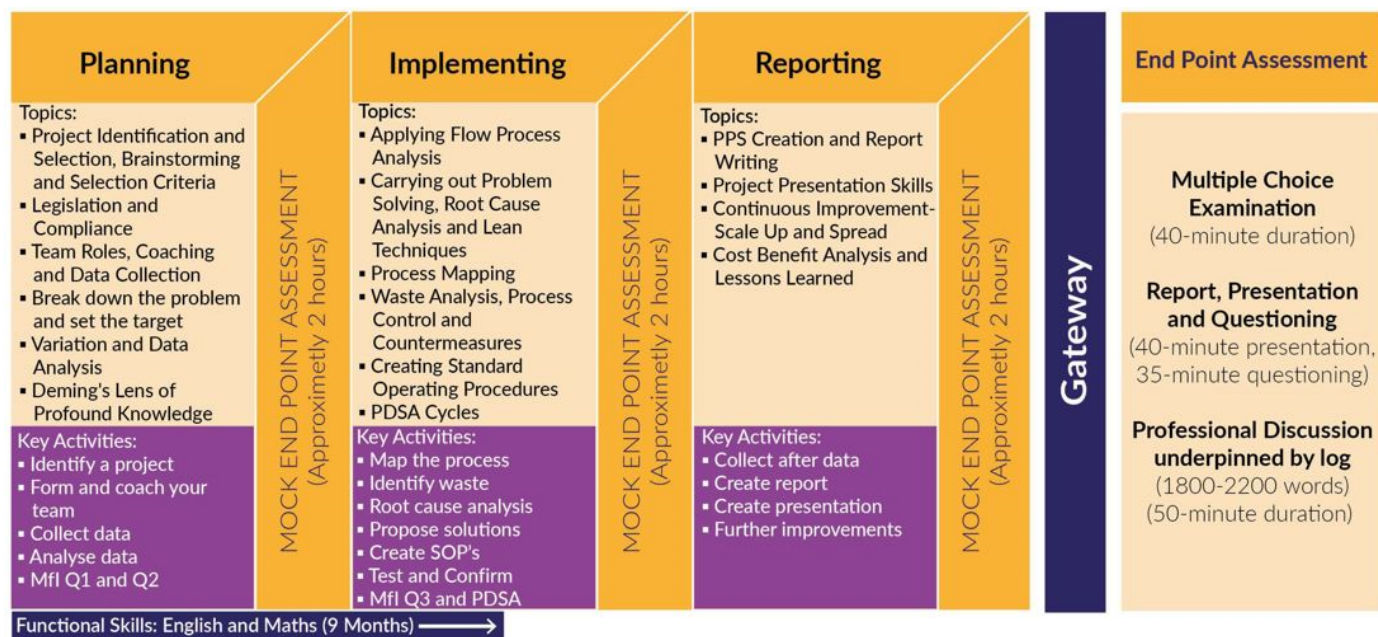 Planning
Topics:
▪ Project Identification and
Selection, Brainstorming
and Selection Criteria
▪ Legislation and
Compliance
▪ Team Roles, Coaching
and Data Collection
▪ Break down the problem
and set the target
▪ Variation and Data
Analysis
▪ Deming's Lens of
Profound Knowledge
Key Activities:
▪ Identify a project
▪ Form and coach your
team
▪ Collect data
▪ Analyse data
▪ MfI Q1 and Q2
MOCK END POINT ASSESSMENT
(Approximetly 2 hours)
Implementing
Topics:
▪ Applying Flow Process
Analysis
▪ Carrying out Problem
Solving, Root Cause
Analysis and Lean
Techniques
▪ Process Mapping
▪ Waste Analysis, Process
Control and
Countermeasures
▪ Creating Standard
Operating Procedures
▪ PDSA Cycles
Key Activities:
▪ Map the process
▪ Identify waste
▪ Root cause analysis
▪ Propose solutions
▪ Create SOP's
▪ Test and Confirm
▪ MfI Q3 and PDSA
MOCK END POINT ASSESSMENT
(Approximetly 2 hours)
Reporting
Topics:
▪ PPS Creation and Report
Writing
▪ Project Presentation Skills
▪ Continuous Improvement-
Scale Up and Spread
▪ Cost Benefit Analysis and
Lessons Learned
Key Activities:
▪ Collect after data
▪ Create report
▪ Create presentation
▪ Further improvements
MOCK END POINT ASSESSMENT
(Approximetly 2 hours)
Gateway
End Point Assessment
Multiple Choice
Examination
(40-minute duration)
Report, Presentation
and Questioning
(40-minute presentation,
35-minute questioning)
Professional Discussion
underpinned by log
(1800-2200 words)
(50-minute duration)
Functional Skills: English and Maths (9 Months)